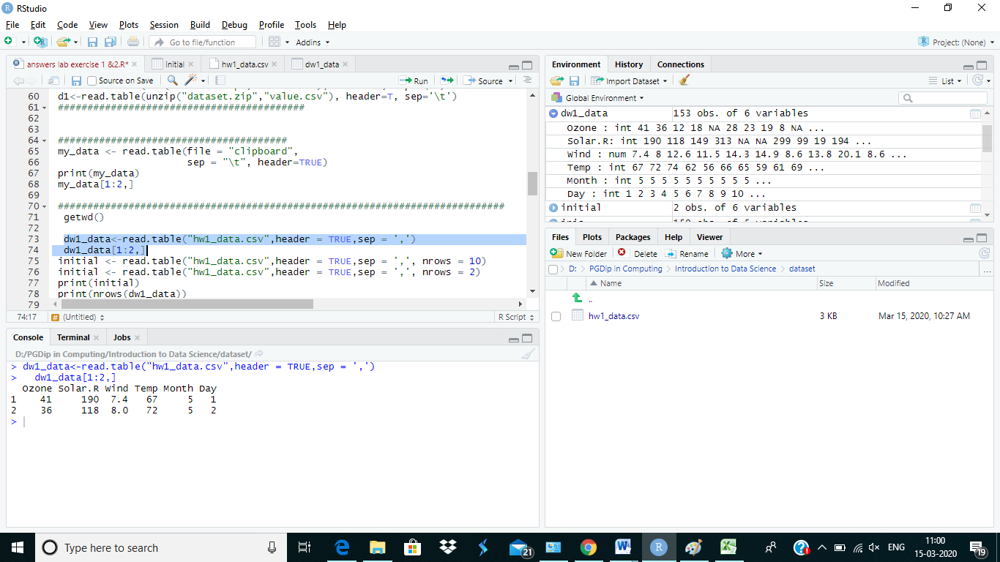 RStudio
File Edit Code View Plots Session Build Debug Profile Tools Help
Go to file/function Addins Project: (None)
answers lab exercise 1 &2.R* initial hw1_data.csv dw1_data
Source on Save Run Source
60 d1<-read.table(unzip("dataset.zip","value.csv"), header=T, sep='\t')
61 ##########################################
62
63
64 #######################################
65 my_data <- read.table(file = "clipboard",
66 sep = "\t", header=TRUE)
67 print(my_data)
68 my_data[1:2,]
69
70 ############################################################################
71 getwd()
72
73 dw1_data<-read.table("hw1_data.csv",header = TRUE,sep = ',')
74 dw1_data[1:2,]
75 initial <- read.table("hw1_data.csv",header = TRUE,sep = ',', nrows = 10)
76 initial <- read.table("hw1_data.csv",header = TRUE,sep = ',', nrows = 2)
77 print(initial)
78 print(nrows(dw1_data))
79
74:17 # (Untitled) R Script
Console Terminal Jobs
D:/PGDip in Computing/Introduction to Data Science/dataset/
> dw1_data<-read.table("hw1_data.csv",header = TRUE,sep = ',')
> dw1_data[1:2,]
Ozone Solar.R Wind Temp Month Day
1 41 190 7.4 67 5 1
2 36 118 8.0 72 5 2
>
Environment History Connections
Import Dataset List
Global Environment
dw1_data 153 obs. of 6 variables
Ozone : int 41 36 12 18 NA 28 23 19 8 NA ...
Solar.R: int 190 118 149 313 NA NA 299 99 19 194 ...
Wind : num 7.4 8 12.6 11.5 14.3 14.9 8.6 13.8 20.1 8.6 ...
Temp : int 67 72 74 62 56 66 65 59 61 69 ...
Month : int 5 5 5 5 5 5 5 5 5 5 ...
Day : int 1 2 3 4 5 6 7 8 9 10 ...
initial 2 obs. of 6 variables
Files Plots Packages Help Viewer
New Folder Delete Rename More
D: PGDip in Computing Introduction to Data Science dataset ...
Name Size Modified
..
hw1_data.csv 3 KB Mar 15, 2020, 10:27 AM
Type here to search 21 ENG 11:00
15-03-2020 19